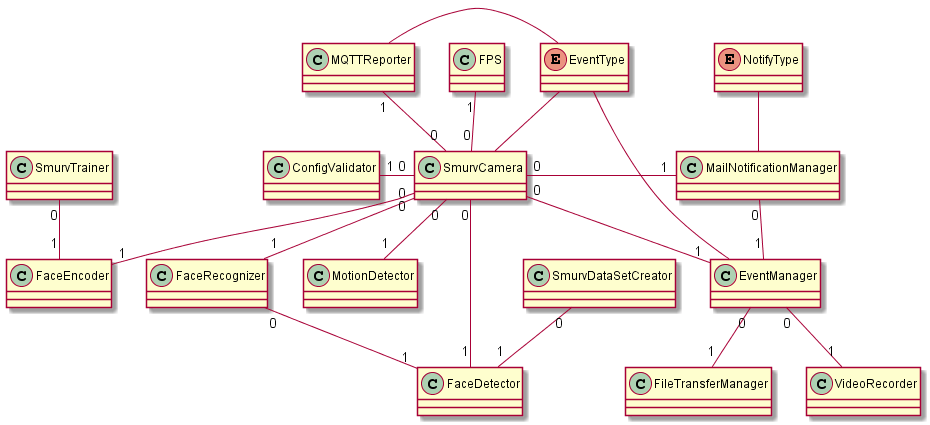 C MQTTReporter
C FPS
E EventType
E NotifyType
1
1
0
0
C SmurvTrainer
C ConfigValidator
1 0
C SmurvCamera
0
1
C MailNotificationManager
0
0
0
0
0
0
0
1
1
1
1
1
1
C FaceEncoder
C FaceRecognizer
C MotionDetector
C SmurvDataSetCreator
C EventManager
0
0
0
0
1
1
1
1
1
C FaceDetector
C FileTransferManager
C VideoRecorder